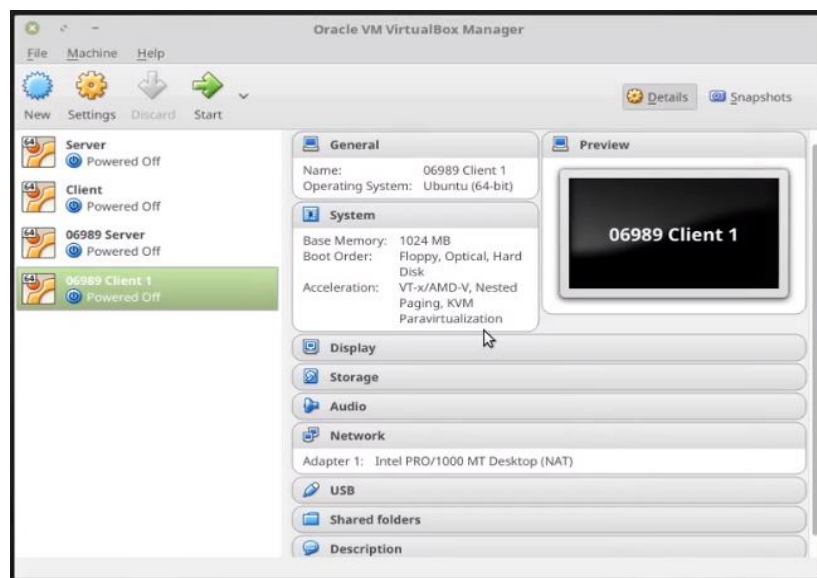 Oracle VM VirtualBox Manager
File Machine Help
New Settings Discard Start
Details Snapshots
64 Server
Powered Off
64 Client
Powered Off
64 06989 Server
Powered Off
64 06989 Client 1
Powered Off
General
Name: 06989 Client 1
Operating System: Ubuntu (64-bit)
System
Base Memory: 1024 MB
Boot Order: Floppy, Optical, Hard
Disk
Acceleration: VT-x/AMD-V, Nested
Paging, KVM
Paravirtualization
Preview
06989 Client 1
Display
Storage
Audio
Network
Adapter 1: Intel PRO/1000 MT Desktop (NAT)
USB
Shared folders
Description